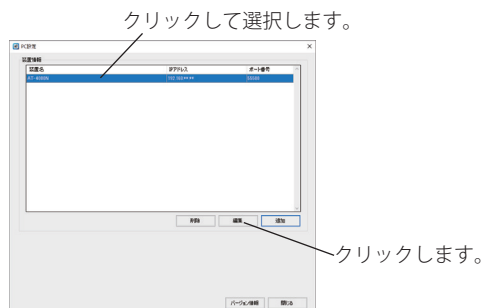 クリックして選択します。
PC設定
×
装置情報
装置名 IPアドレス ポート番号
192.168.**.**
削除 編集 追加
クリックします。
バージョン情報 閉じる